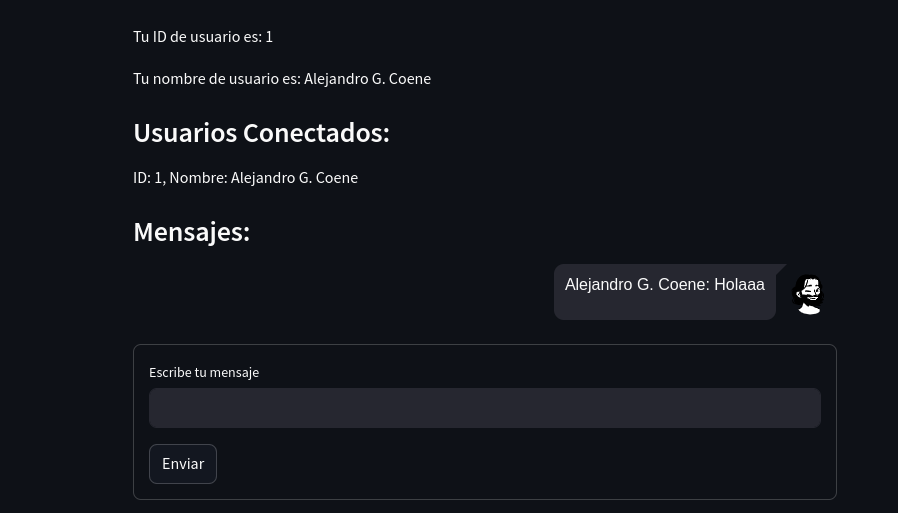 Tu ID de usuario es: 1
Tu nombre de usuario es: Alejandro G. Coene
Usuarios Conectados:
ID: 1, Nombre: Alejandro G. Coene
Mensajes:
Alejandro G. Coene: Holaaa
Escribe tu mensaje
Enviar